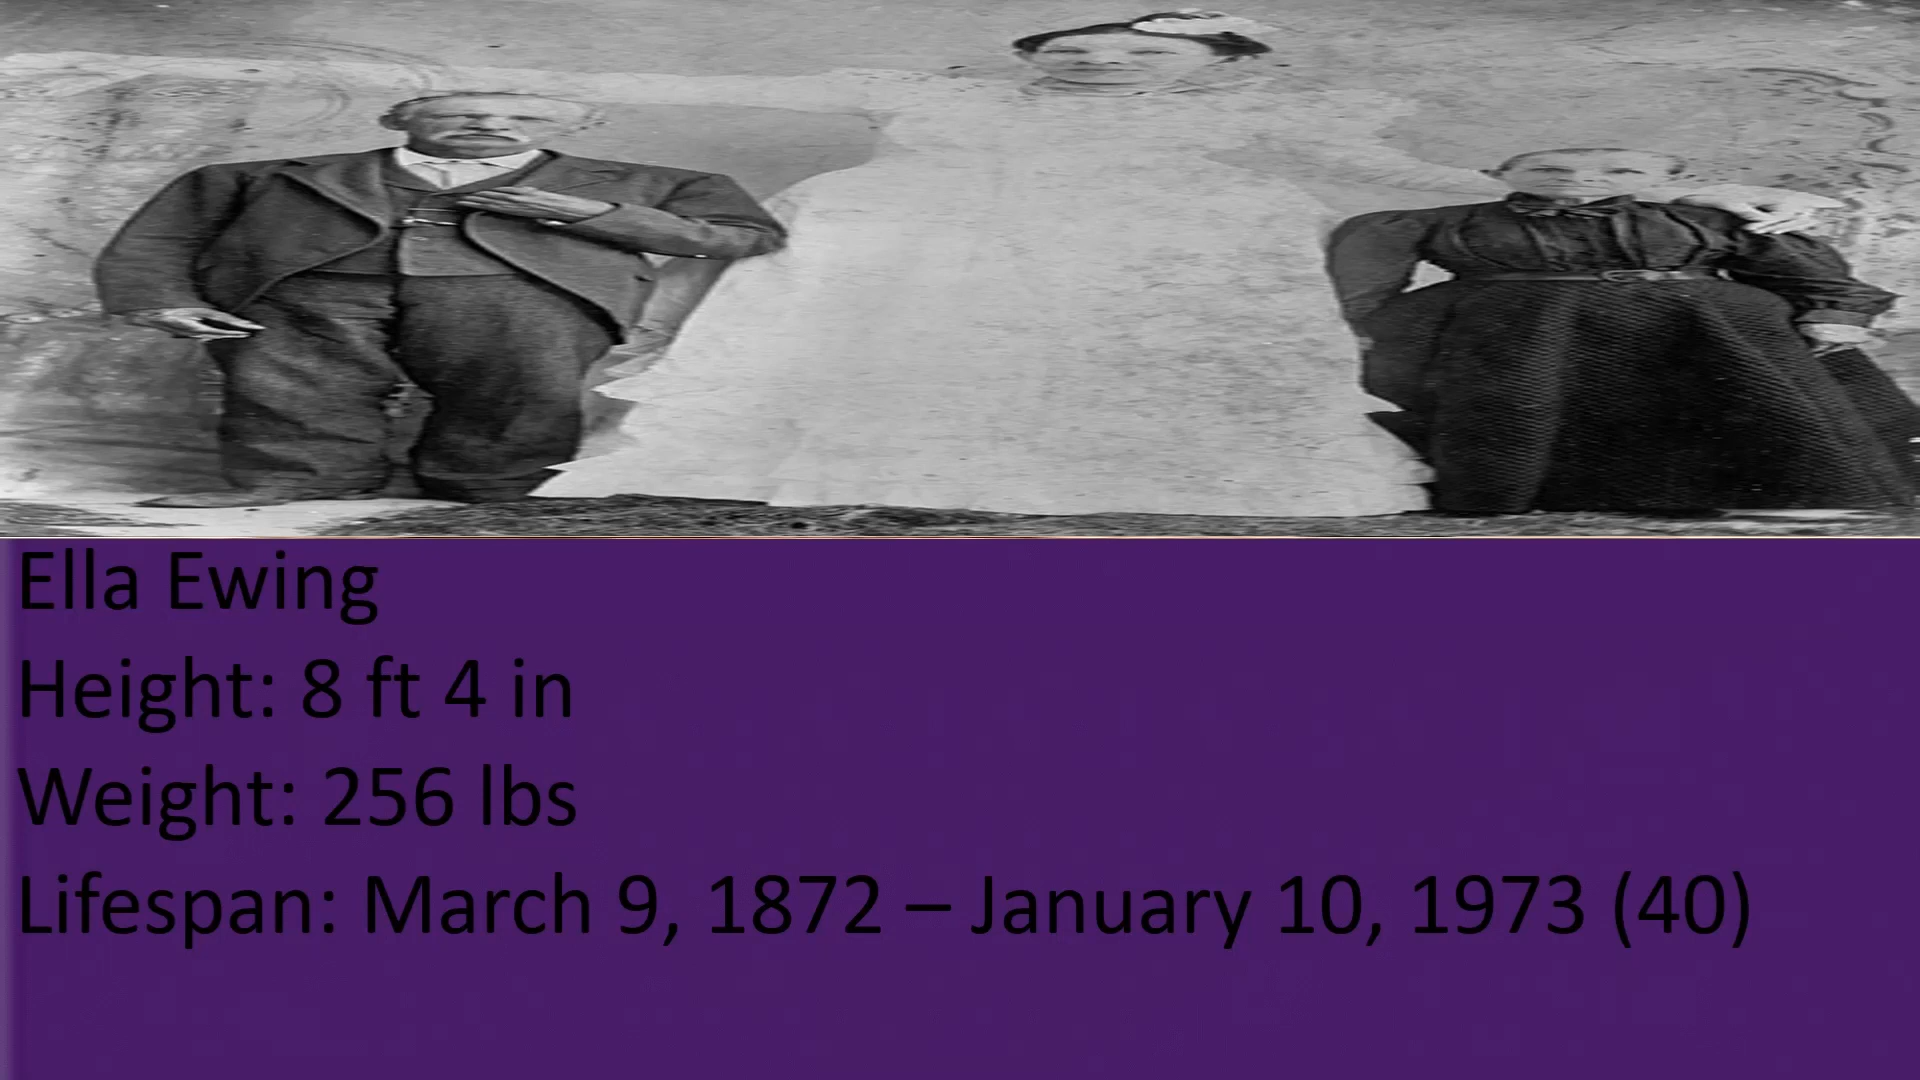 Ella Ewing
Height: 8 ft 4 in
Weight: 256 lbs
Lifespan: March 9, 1872 – January 10, 1973 (40)